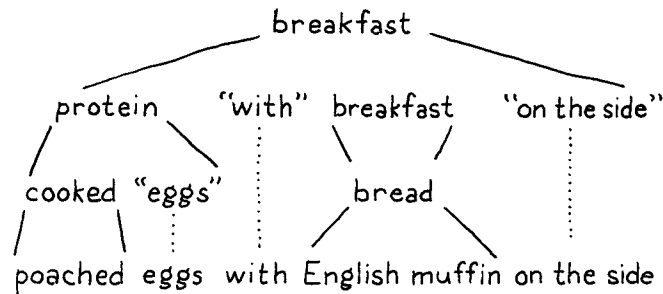 breakfast
protein “with” breakfast “on the side”
cooked “eggs” bread
poached eggs with English muffin on the side